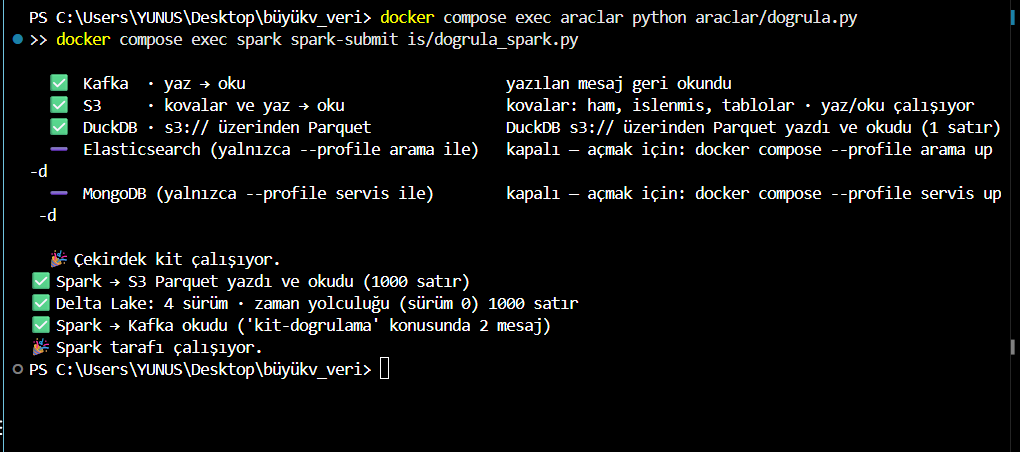 PS C:\Users\YUNUS\Desktop\büyükv_veri> docker compose exec araclar python araclar/dogrula.py
>> docker compose exec spark spark-submit is/dogrula_spark.py
✅ Kafka · yaz → oku yazılan mesaj geri okundu
✅ S3 · kovalar ve yaz → oku kovalar: ham, islenmis, tablolar · yaz/oku çalışıyor
✅ DuckDB · s3:// üzerinden Parquet DuckDB s3:// üzerinden Parquet yazdı ve okudu (1 satır)
➖ Elasticsearch (yalnızca --profile arama ile) kapalı — açmak için: docker compose --profile arama up
-d
➖ MongoDB (yalnızca --profile servis ile) kapalı — açmak için: docker compose --profile servis up
-d
🎉 Çekirdek kit çalışıyor.
✅ Spark → S3 Parquet yazdı ve okudu (1000 satır)
✅ Delta Lake: 4 sürüm · zaman yolculuğu (sürüm 0) 1000 satır
✅ Spark → Kafka okudu ('kit-dogrulama' konusunda 2 mesaj)
🎉 Spark tarafı çalışıyor.
PS C:\Users\YUNUS\Desktop\büyükv_veri>